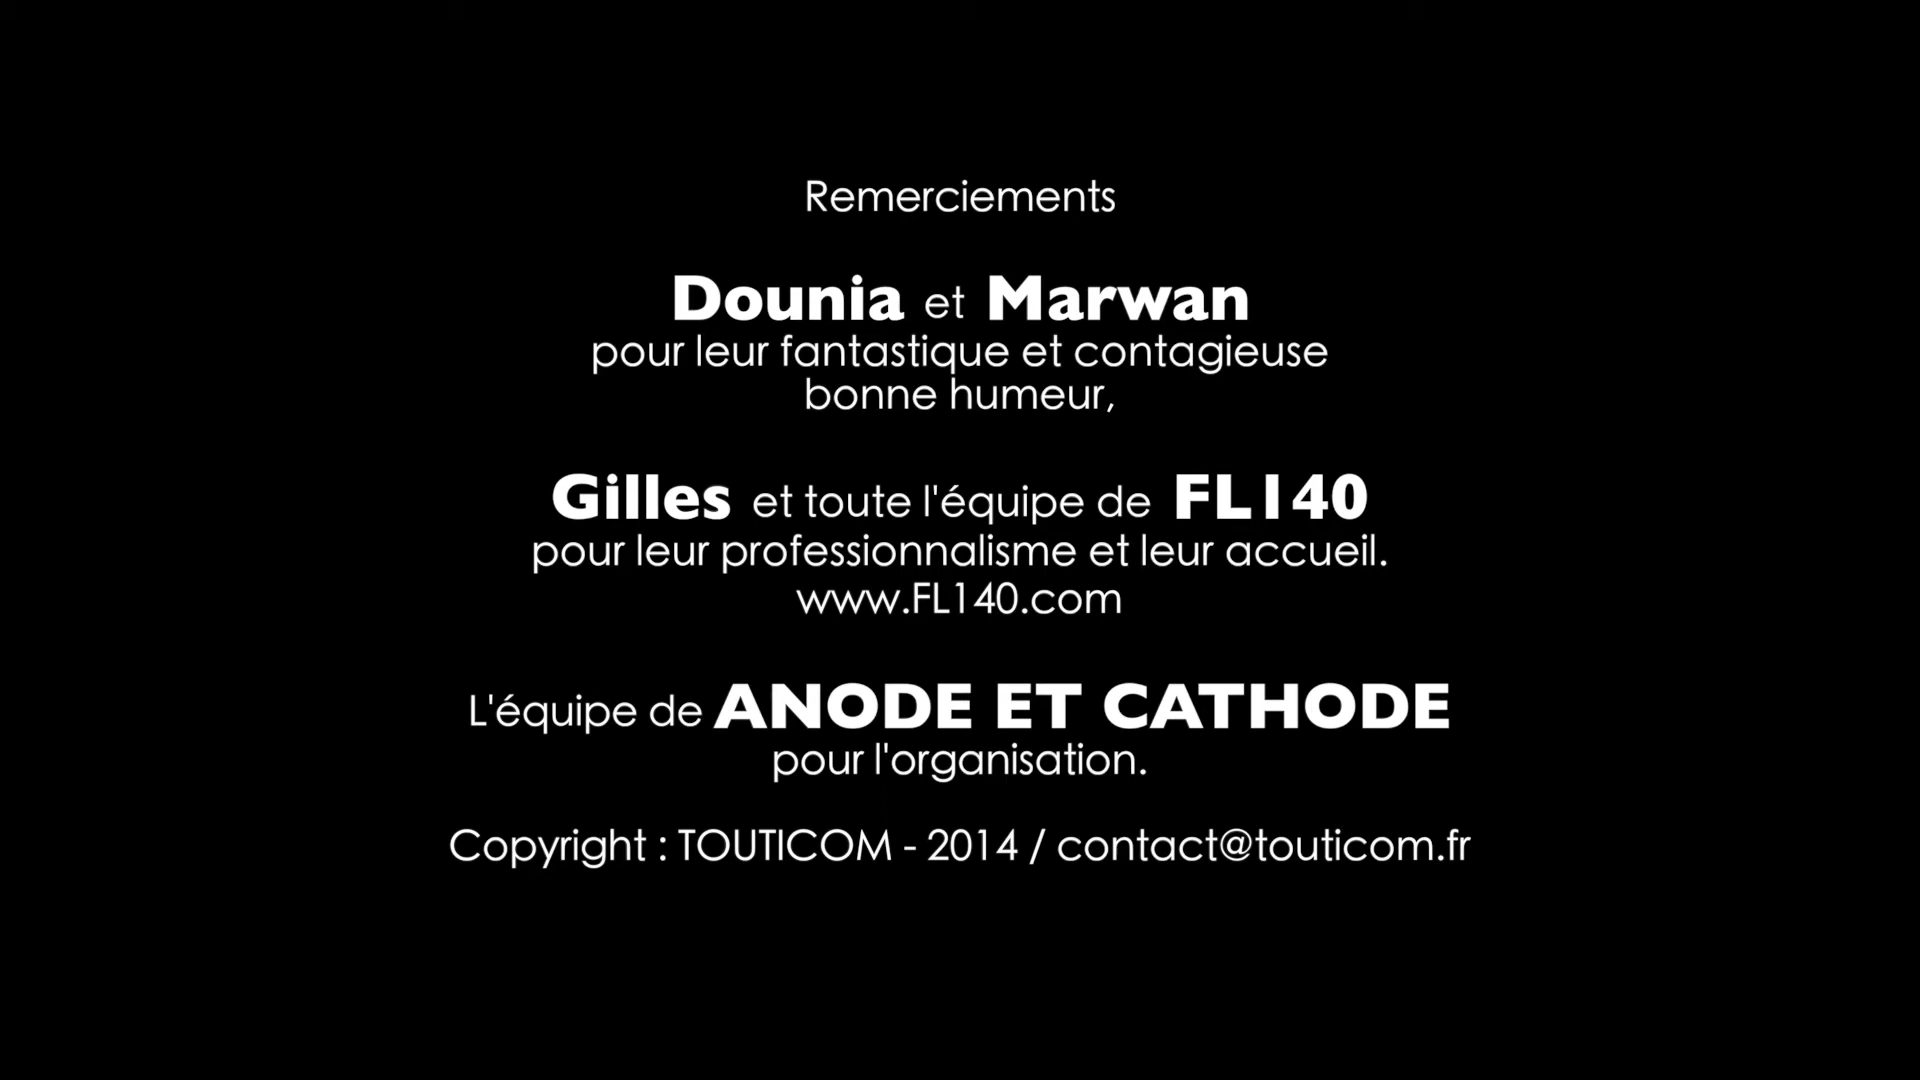 Remerciements
Dounia et Marwan
pour leur fantastique et contagieuse
bonne humeur,
Gilles et toute l'équipe de FL140
pour leur professionnalisme et leur accueil.
www.FL140.com
L'équipe de ANODE ET CATHODE
pour l'organisation.
Copyright : TOUTICOM - 2014 / contact@touticom.fr